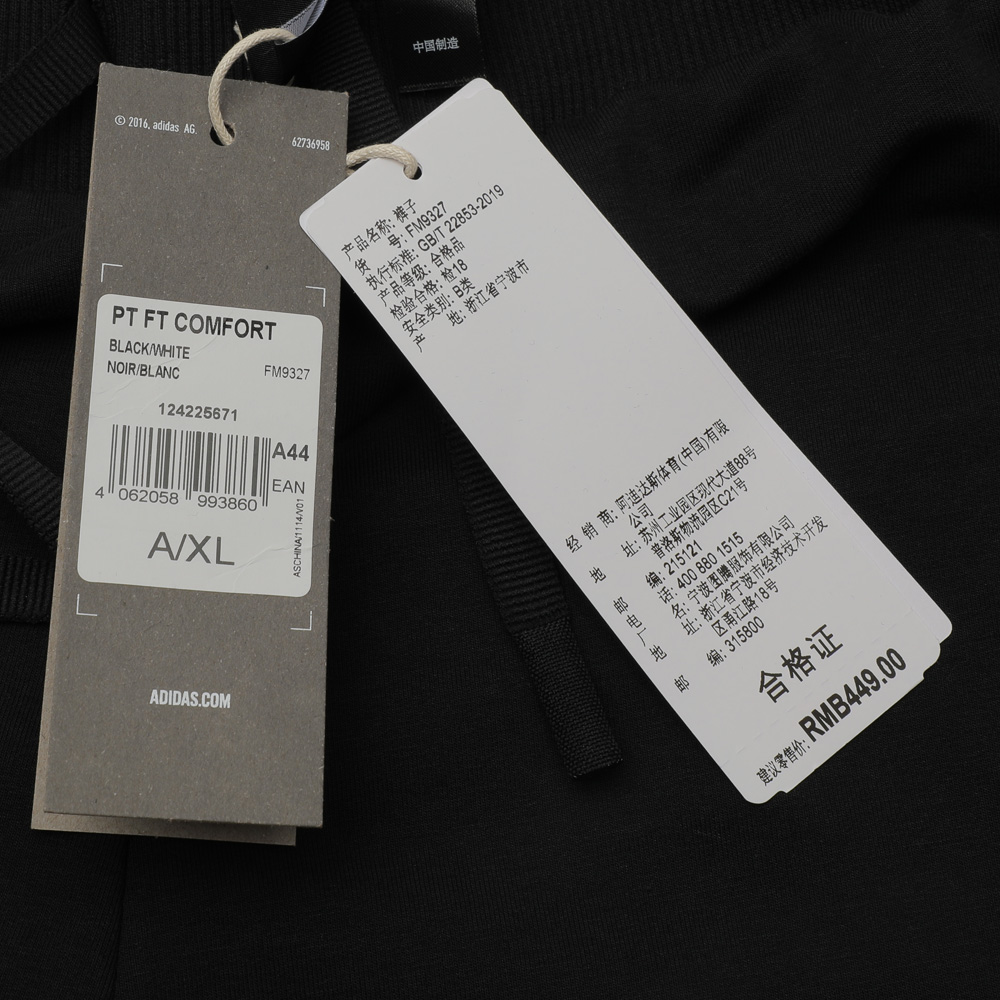 中国制造
© 2016, adidas AG.
62736958
PT FT COMFORT
BLACK/WHITE
NOIR/BLANC
FM9327
124225671
A44
EAN
4 062058 993860
A/XL
ASCHINA/1114/V01
ADIDAS.COM
产品名称: 裤子
货 号: FM9327
执行标准: GB/T 22853-2019
产品等级: 合格品
检验合格: 检18
安全类别: B类
产 地: 浙江省宁波市
经 销 商: 阿迪达斯体育(中国)有限
公司
地 址: 苏州工业园区现代大道88号
普洛斯物流园区C21号
邮 编: 215121
电 话: 400 880 1515
厂 名: 宁波图腾服饰有限公司
地 址: 浙江省宁波市经济技术开发
区甬江路18号
邮 编: 315800
合格证
建议零售价: RMB449.00